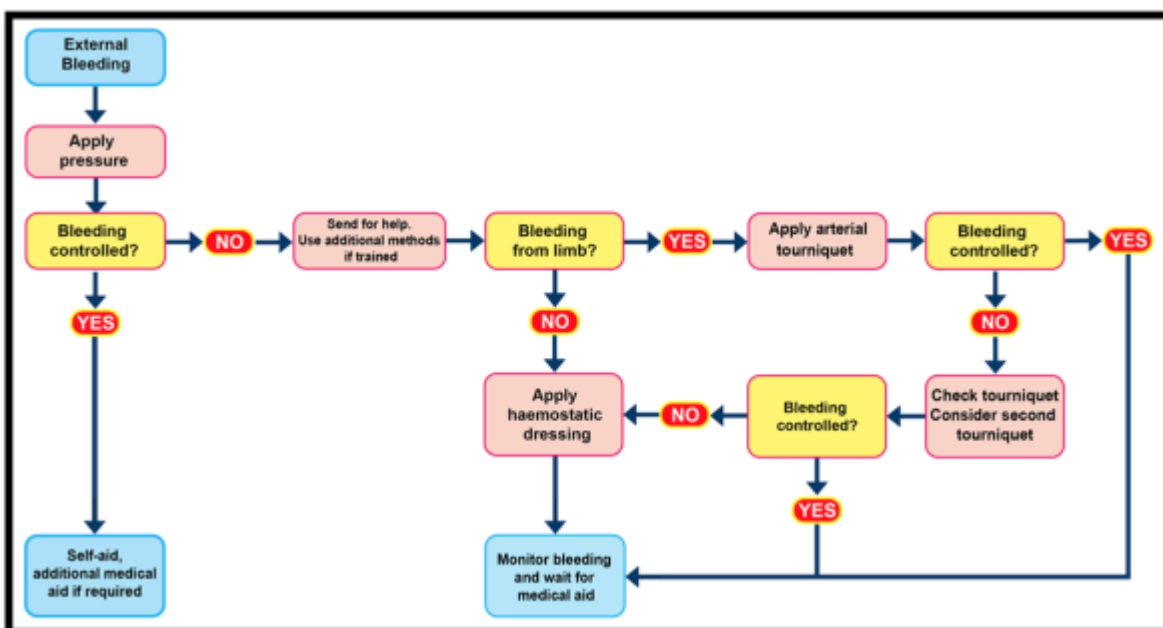 External
Bleeding
Apply
pressure
Bleeding
controlled?
NO
Send for help.
Use additional methods
if trained
Bleeding
from limb?
YES
Apply arterial
tourniquet
Bleeding
controlled?
YES
YES
NO
NO
Apply
haemostatic
dressing
NO
Bleeding
controlled?
Check tourniquet
Consider second
tourniquet
YES
Self-aid,
additional medical
aid if required
Monitor bleeding
and wait for
medical aid